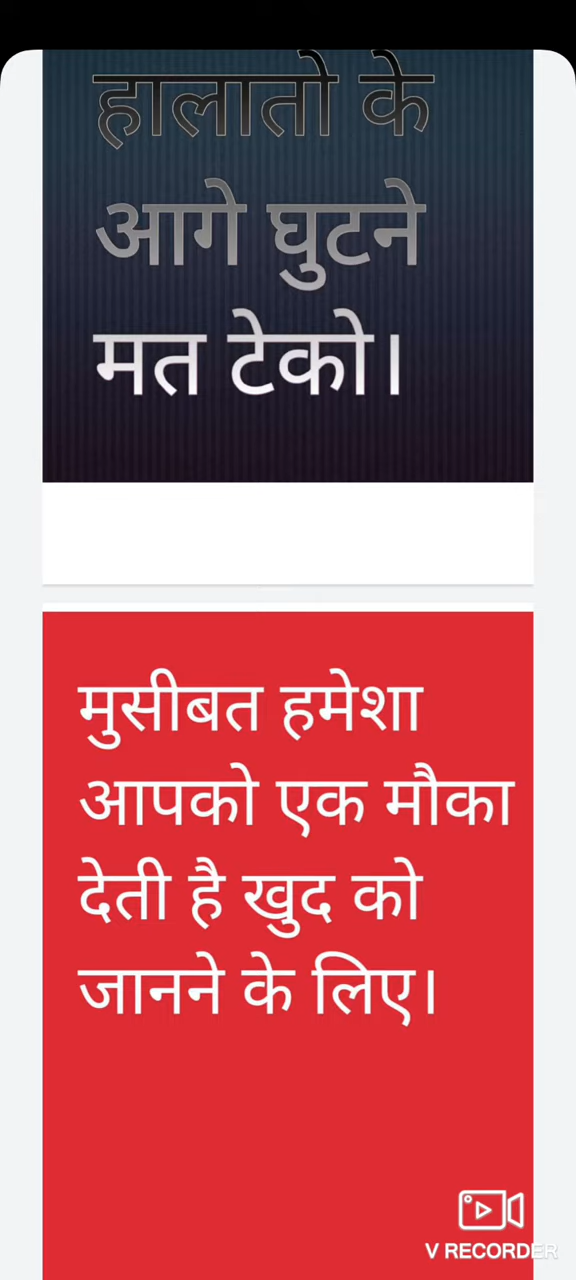 हालातो के
आगे घुटने
मत टेको।
मुसीबत हमेशा
आपको एक मौका
देती है खुद को
जानने के लिए।
V RECORDER